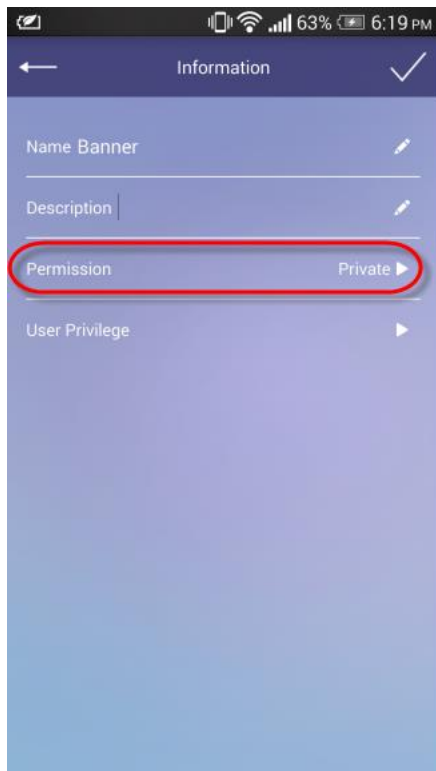 63% 6:19 PM
Information
Name Banner
Description
Permission Private
User Privilege